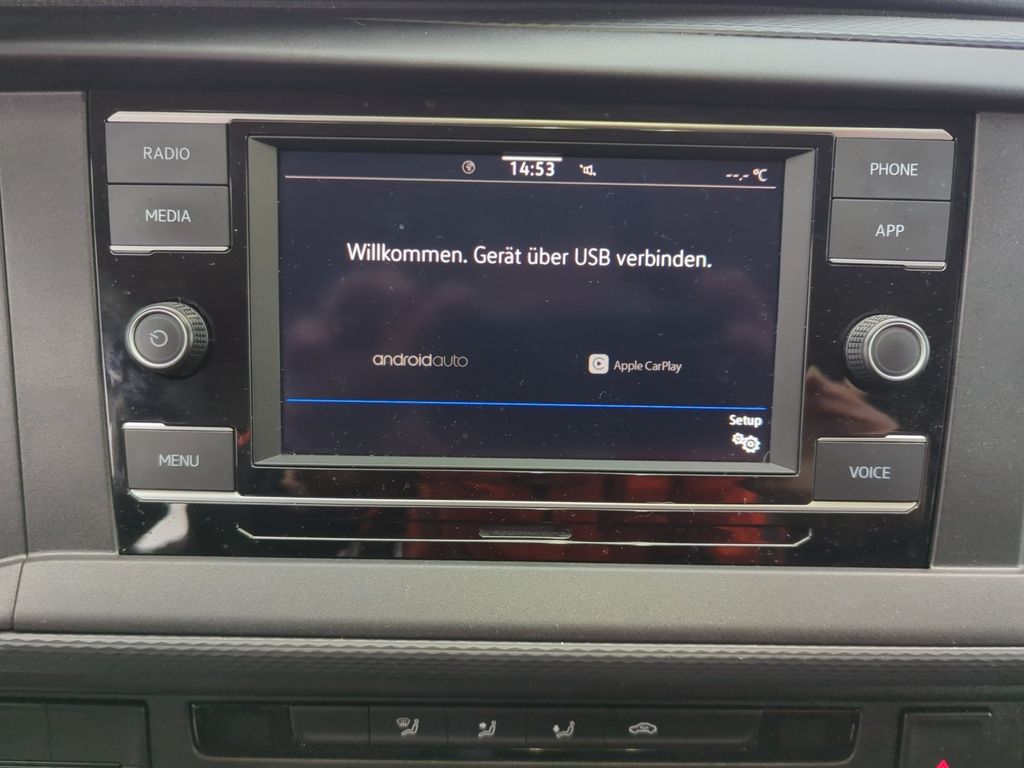 RADIO
MEDIA
14:53
--,- °C
PHONE
APP
Willkommen. Gerät über USB verbinden.
androidauto
Apple CarPlay
Setup
MENU
VOICE